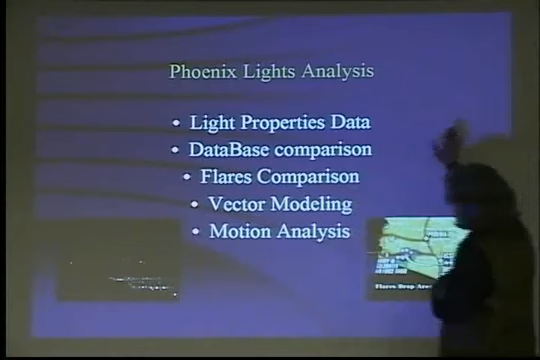 Phoenix Lights Analysis
• Light Properties Data
• DataBase comparison
• Flares Comparison
• Vector Modeling
• Motion Analysis
Flares Drop Area